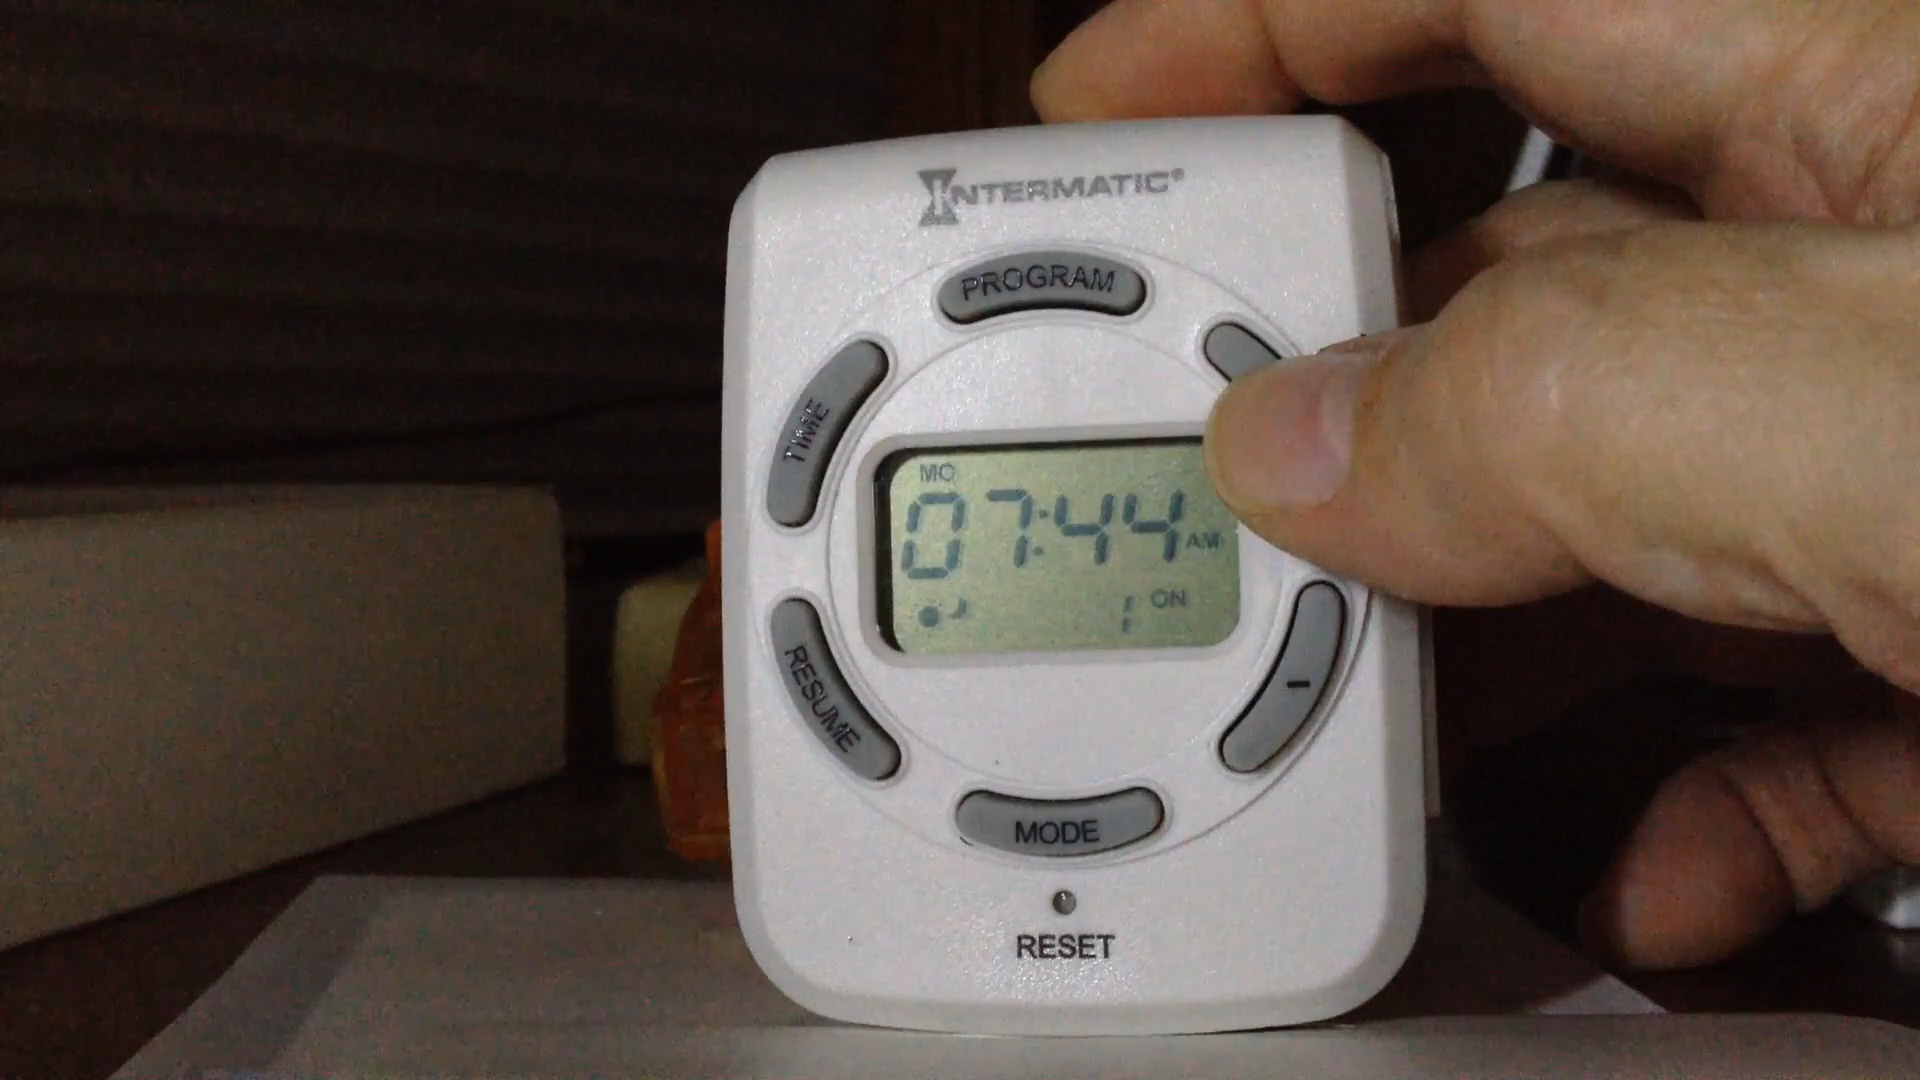 INTERMATIC®
PROGRAM
TIME
MO
07:44 AM
1 ON
RESUME
-
MODE
RESET